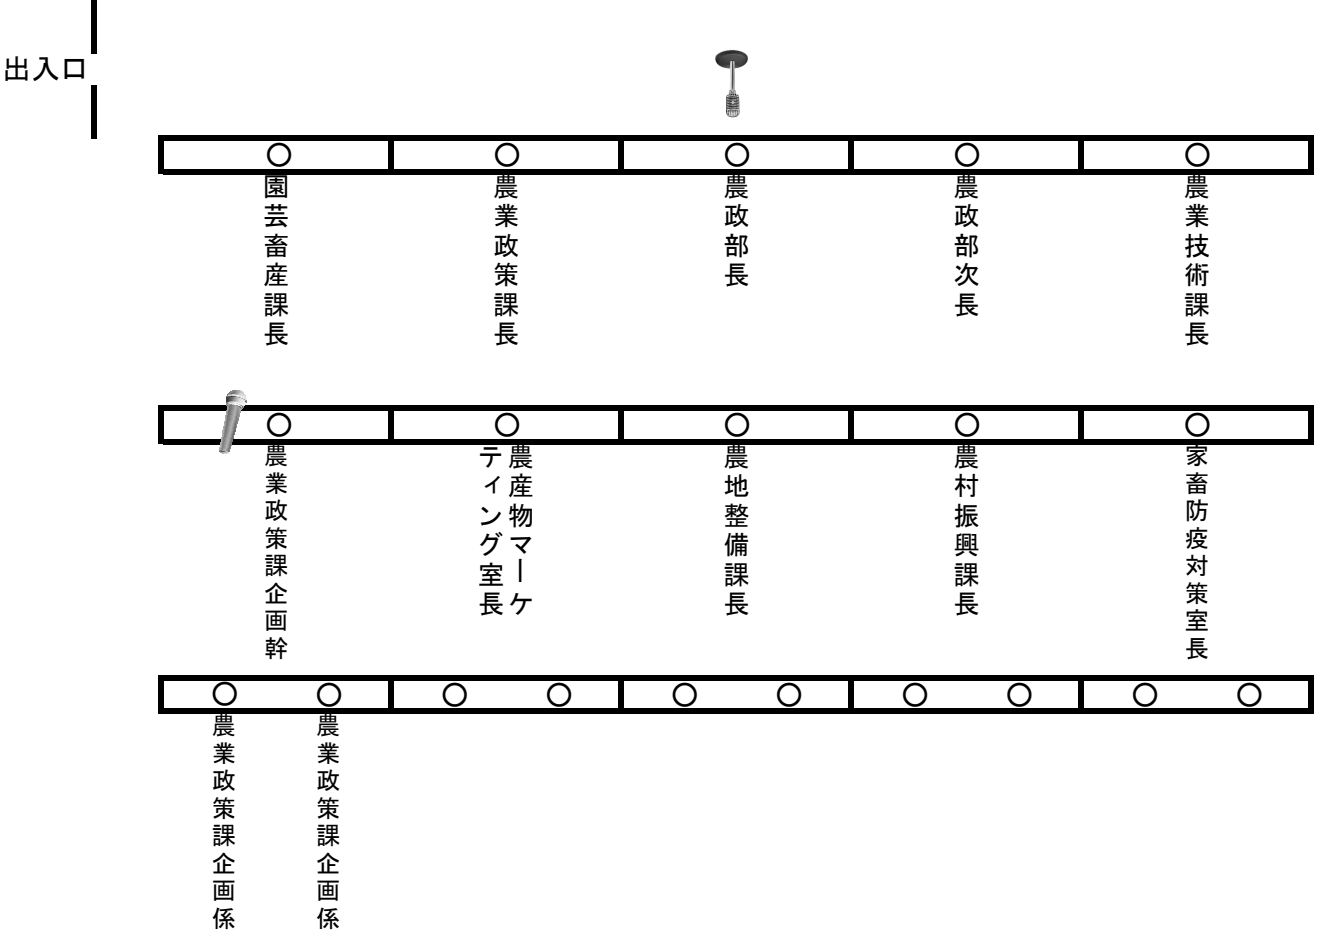 出入口
園芸畜産課長
農業政策課長
農政部長
農政部次長
農業技術課長
農業政策課企画幹
農産物マーケ
ティング室長
農地整備課長
農村振興課長
家畜防疫対策室長
農業政策課企画係
農業政策課企画係